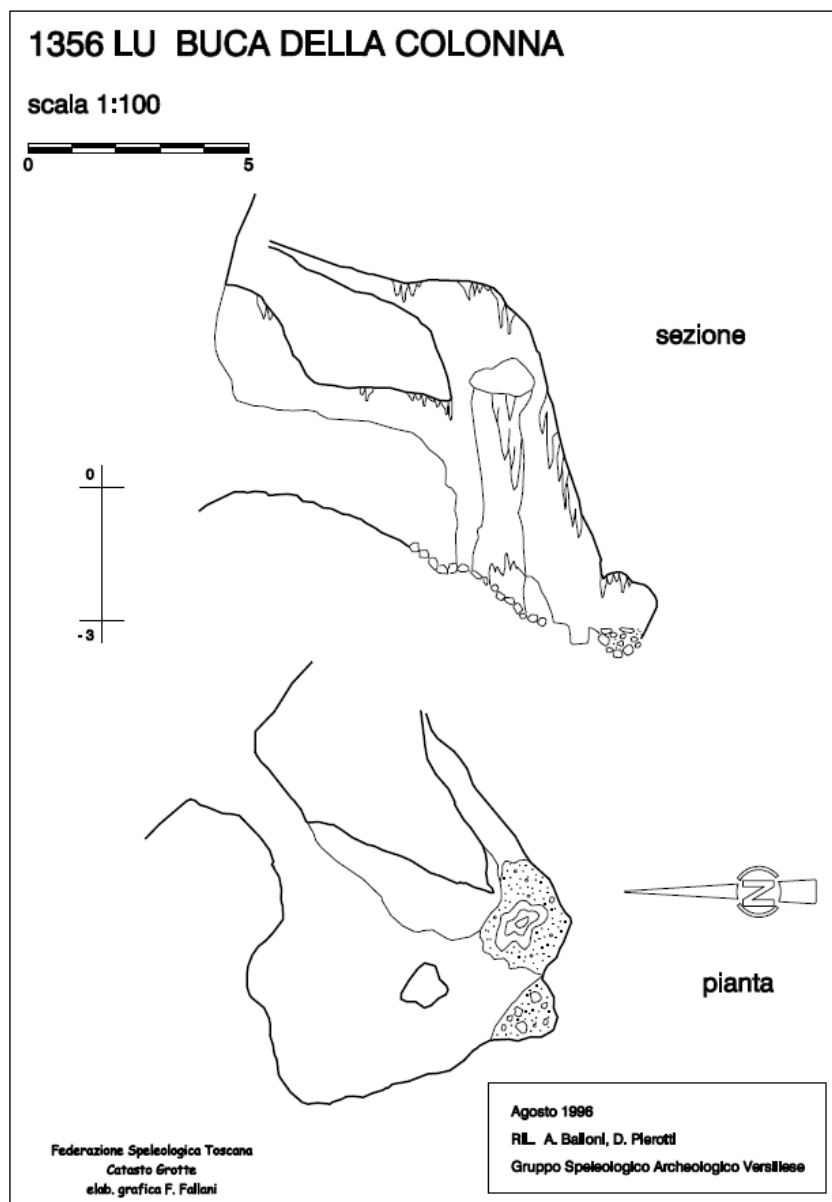 1356 LU BUCA DELLA COLONNA
scala 1:100
0 5
sezione
0
-3
N
pianta
Agosto 1996
RIL. A. Balloni, D. Pierotti
Gruppo Speleologico Archeologico Versiliese
Federazione Speleologica Toscana
Catasto Grotte
elab. grafica F. Fallani